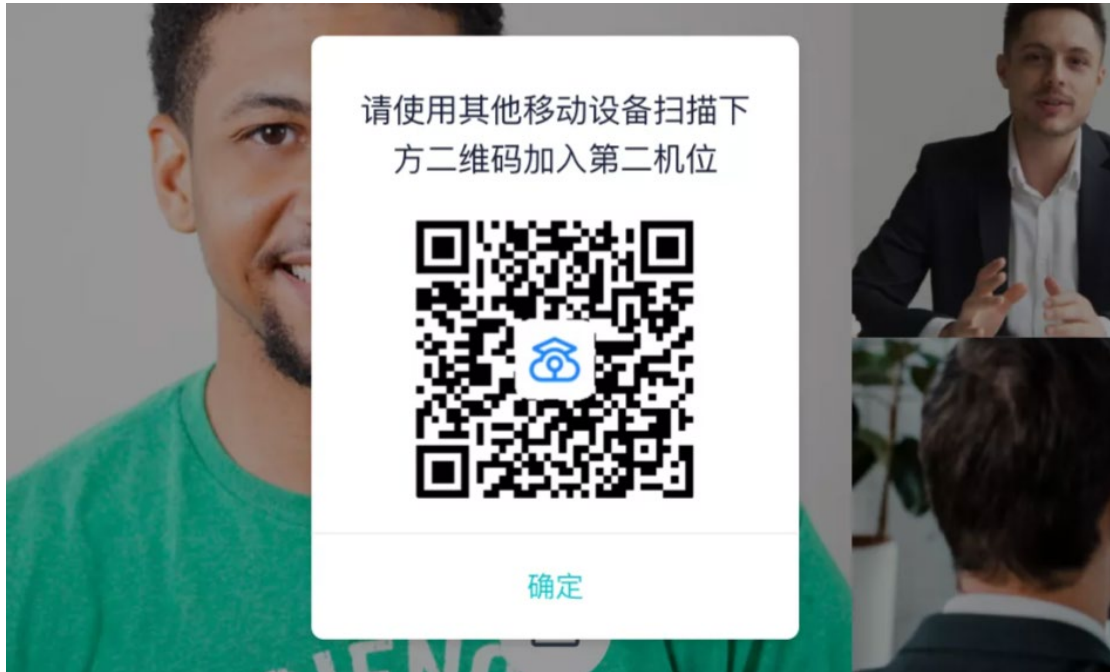 请使用其他移动设备扫描下
方二维码加入第二机位
确定